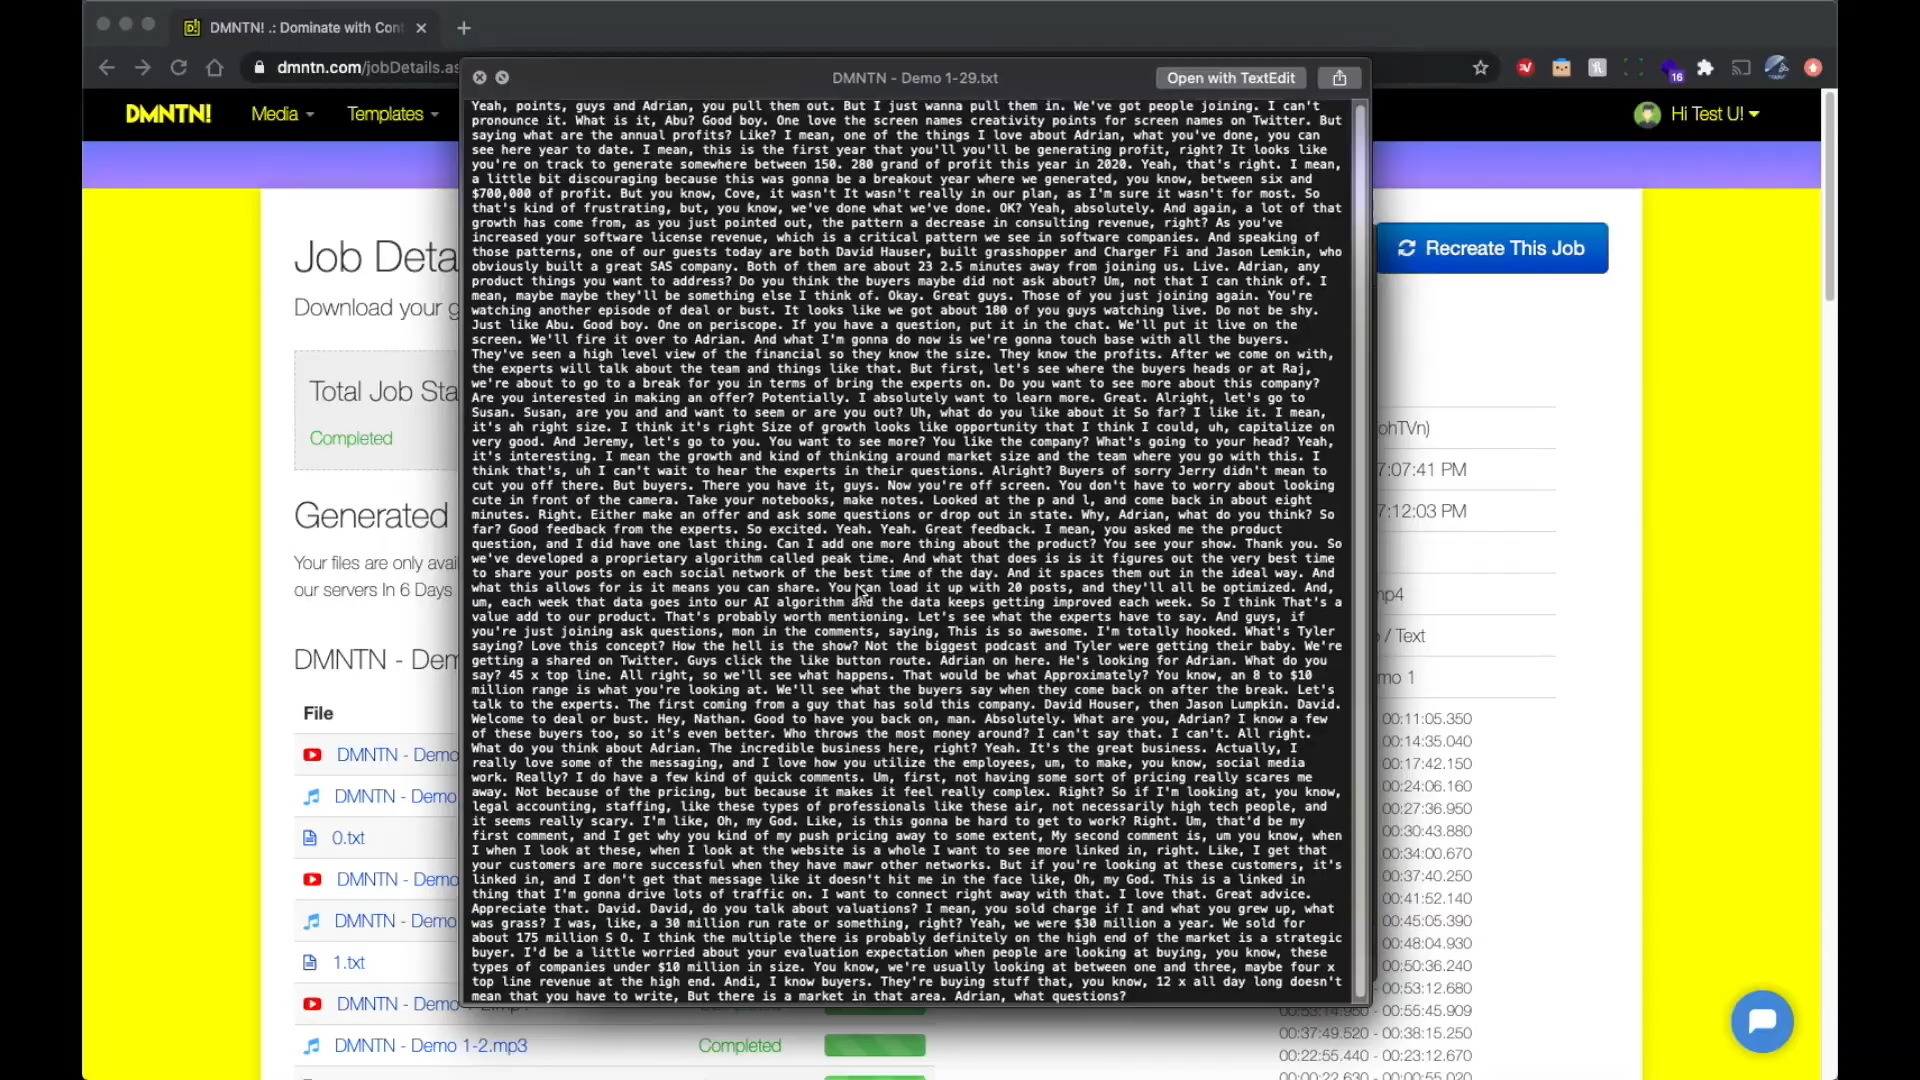 DMNTN! .: Dominate with Cont
dmntn.com/jobDetails.as
16
DMNTN!
Media
Templates
Hi Test U!
DMNTN - Demo 1-29.txt
Open with TextEdit
Yeah, points, guys and Adrian, you pull them out. But I just wanna pull them in. We've got people joining. I can't
pronounce it. What is it, Abu? Good boy. One love the screen names creativity points for screen names on Twitter. But
saying what are the annual profits? Like? I mean, one of the things I love about Adrian, what you've done, you can
see here year to date. I mean, this is the first year that you'll you'll be generating profit, right? It looks like
you're on track to generate somewhere between 150. 280 grand of profit this year in 2020. Yeah, that's right. I mean,
a little bit discouraging because this was gonna be a breakout year where we generated, you know, between six and
$700,000 of profit. But you know, Cove, it wasn't It wasn't really in our plan, as I'm sure it wasn't for most. So
that's kind of frustrating, but, you know, we've done what we've done. OK? Yeah, absolutely. And again, a lot of that
growth has come from, as you just pointed out, the pattern a decrease in consulting revenue, right? As you've
increased your software license revenue, which is a critical pattern we see in software companies. And speaking of
those patterns, one of our guests today are both David Hauser, built grasshopper and Charger Fi and Jason Lemkin, who
obviously built a great SAS company. Both of them are about 23 2.5 minutes away from joining us. Live. Adrian, any
product things you want to address? Do you think the buyers maybe did not ask about? Um, not that I can think of. I
mean, maybe maybe they'll be something else I think of. Okay. Great guys. Those of you just joining again. You're
watching another episode of deal or bust. It looks like we got about 180 of you guys watching live. Do not be shy.
Just like Abu. Good boy. One on periscope. If you have a question, put it in the chat. We'll put it live on the
screen. We'll fire it over to Adrian. And what I'm gonna do now is we're gonna touch base with all the buyers.
They've seen a high level view of the financial so they know the size. They know the profits. After we come on with,
the experts will talk about the team and things like that. But first, let's see where the buyers heads or at Raj,
we're about to go to a break for you in terms of bring the experts on. Do you want to see more about this company?
Are you interested in making an offer? Potentially. I absolutely want to learn more. Great. Alright, let's go to
Susan. Susan, are you and and want to seem or are you out? Uh, what do you like about it So far? I like it. I mean,
it's ah right size. I think it's right Size of growth looks like opportunity that I think I could, uh, capitalize on
very good. And Jeremy, let's go to you. You want to see more? You like the company? What's going to your head? Yeah,
it's interesting. I mean the growth and kind of thinking around market size and the team where you go with this. I
think that's, uh I can't wait to hear the experts in their questions. Alright? Buyers of sorry Jerry didn't mean to
cut you off there. But buyers. There you have it, guys. Now you're off screen. You don't have to worry about looking
cute in front of the camera. Take your notebooks, make notes. Looked at the p and l, and come back in about eight
minutes. Right. Either make an offer and ask some questions or drop out in state. Why, Adrian, what do you think? So
far? Good feedback from the experts. So excited. Yeah. Yeah. Great feedback. I mean, you asked me the product
question, and I did have one last thing. Can I add one more thing about the product? You see your show. Thank you. So
we've developed a proprietary algorithm called peak time. And what that does is is it figures out the very best time
to share your posts on each social network of the best time of the day. And it spaces them out in the ideal way. And
what this allows for is it means you can share. You can load it up with 20 posts, and they'll all be optimized. And,
um, each week that data goes into our AI algorithm and the data keeps getting improved each week. So I think That's a
value add to our product. That's probably worth mentioning. Let's see what the experts have to say. And guys, if
you're just joining ask questions, mon in the comments, saying, This is so awesome. I'm totally hooked. What's Tyler
saying? Love this concept? How the hell is the show? Not the biggest podcast and Tyler were getting their baby. We're
getting a shared on Twitter. Guys click the like button route. Adrian on here. He's looking for Adrian. What do you
say? 45 x top line. All right, so we'll see what happens. That would be what Approximately? You know, an 8 to $10
million range is what you're looking at. We'll see what the buyers say when they come back on after the break. Let's
talk to the experts. The first coming from a guy that has sold this company. David Houser, then Jason Lumpkin. David.
Welcome to deal or bust. Hey, Nathan. Good to have you back on, man. Absolutely. What are you, Adrian? I know a few
of these buyers too, so it's even better. Who throws the most money around? I can't say that. I can't. All right.
What do you think about Adrian. The incredible business here, right? Yeah. It's the great business. Actually, I
really love some of the messaging, and I love how you utilize the employees, um, to make, you know, social media
work. Really? I do have a few kind of quick comments. Um, first, not having some sort of pricing really scares me
away. Not because of the pricing, but because it makes it feel really complex. Right? So if I'm looking at, you know,
legal accounting, staffing, like these types of professionals like these air, not necessarily high tech people, and
it seems really scary. I'm like, Oh, my God. Like, is this gonna be hard to get to work? Right. Um, that'd be my
first comment, and I get why you kind of my push pricing away to some extent, My second comment is, um you know, when
I when I look at these, when I look at the website is a whole I want to see more linked in, right. Like, I get that
your customers are more successful when they have mawr other networks. But if you're looking at these customers, it's
linked in, and I don't get that message like it doesn't hit me in the face like, Oh, my God. This is a linked in
thing that I'm gonna drive lots of traffic on. I want to connect right away with that. I love that. Great advice.
Appreciate that. David. David, do you talk about valuations? I mean, you sold charge if I and what you grew up, what
was grass? I was, like, a 30 million run rate or something, right? Yeah, we were $30 million a year. We sold for
about 175 million S O. I think the multiple there is probably definitely on the high end of the market is a strategic
buyer. I'd be a little worried about your evaluation expectation when people are looking at buying, you know, these
types of companies under $10 million in size. You know, we're usually looking at between one and three, maybe four x
top line revenue at the high end. Andi, I know buyers. They're buying stuff that, you know, 12 x all day long doesn't
mean that you have to write, But there is a market in that area. Adrian, what questions?
Job Deta
Download your g
Recreate This Job
Total Job Sta
Completed
Generated
Your files are only avai
our servers In 6 Days
DMNTN - Dem
File
DMNTN - Demo
DMNTN - Demo
0.txt
DMNTN - Demo
DMNTN - Demo
1.txt
DMNTN - Demo
DMNTN - Demo 1-2.mp3
Completed
ohTVn)
7:07:41 PM
7:12:03 PM
mp4
/ Text
mo 1
00:11:05.350
00:14:35.040
00:17:42.150
00:24:06.160
00:27:36.950
00:30:43.880
00:34:00.670
00:37:40.250
00:41:52.140
00:45:05.390
00:48:04.930
00:50:36.240
00:53:12.680
00:53:14.950 - 00:55:45.909
00:37:49.520 - 00:38:15.250
00:22:55.440 - 00:23:12.670
00:00:22.630 - 00:00:55.020